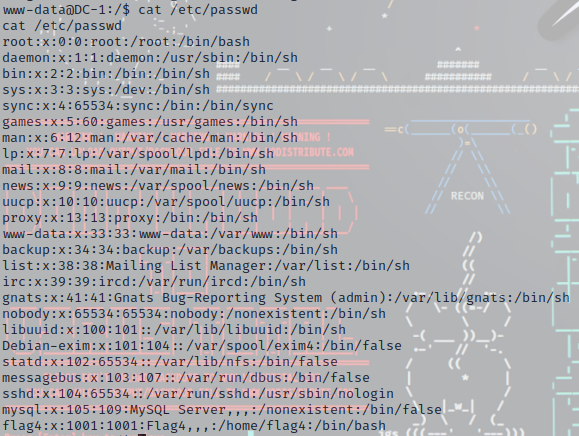 www-data@DC-1:/$ cat /etc/passwd
cat /etc/passwd
root:x:0:0:root:/root:/bin/bash
daemon:x:1:1:daemon:/usr/sbin:/bin/sh
bin:x:2:2:bin:/bin:/bin/sh
sys:x:3:3:sys:/dev:/bin/sh
sync:x:4:65534:sync:/bin:/bin/sync
games:x:5:60:games:/usr/games:/bin/sh
man:x:6:12:man:/var/cache/man:/bin/sh
lp:x:7:7:lp:/var/spool/lpd:/bin/sh
mail:x:8:8:mail:/var/mail:/bin/sh
news:x:9:9:news:/var/spool/news:/bin/sh
uucp:x:10:10:uucp:/var/spool/uucp:/bin/sh
proxy:x:13:13:proxy:/bin:/bin/sh
www-data:x:33:33:www-data:/var/www:/bin/sh
backup:x:34:34:backup:/var/backups:/bin/sh
list:x:38:38:Mailing List Manager:/var/list:/bin/sh
irc:x:39:39:ircd:/var/run/ircd:/bin/sh
gnats:x:41:41:Gnats Bug-Reporting System (admin):/var/lib/gnats:/bin/sh
nobody:x:65534:65534:nobody:/nonexistent:/bin/sh
libuuid:x:100:101::/var/lib/libuuid:/bin/sh
Debian-exim:x:101:104::/var/spool/exim4:/bin/false
statd:x:102:65534::/var/lib/nfs:/bin/false
messagebus:x:103:107::/var/run/dbus:/bin/false
sshd:x:104:65534::/var/run/sshd:/usr/sbin/nologin
mysql:x:105:109:MySQL Server,,,:/nonexistent:/bin/false
flag4:x:1001:1001:Flag4,,,:/home/flag4:/bin/bash
RECON